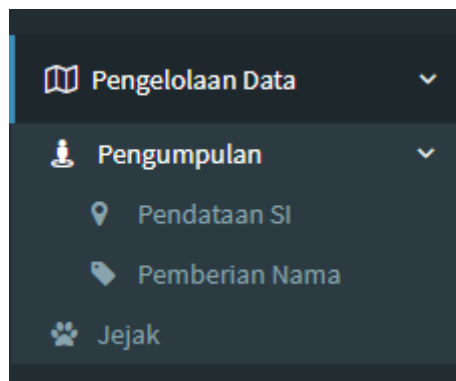 Pengelolaan Data
Pengumpulan
Pendataan SI
Pemberian Nama
Jejak